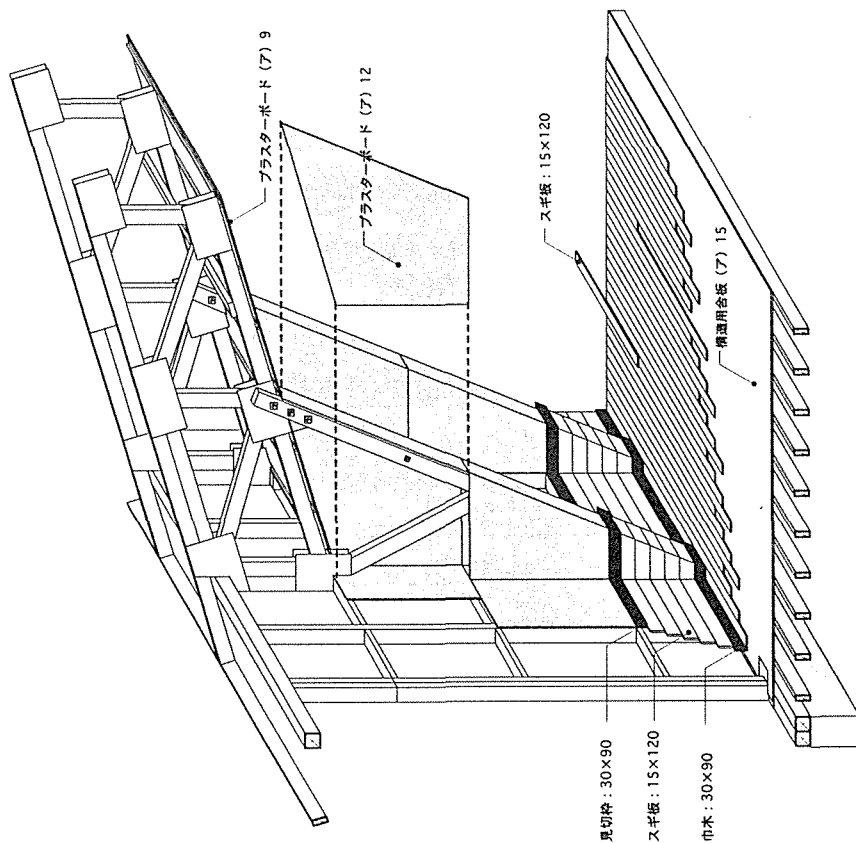 プラスターボード (ア) 9
プラスターボード (ア) 12
スギ板：15×120
構造用合板 (ア) 15
見切枠：30×90
スギ板：15×120
巾木：30×90